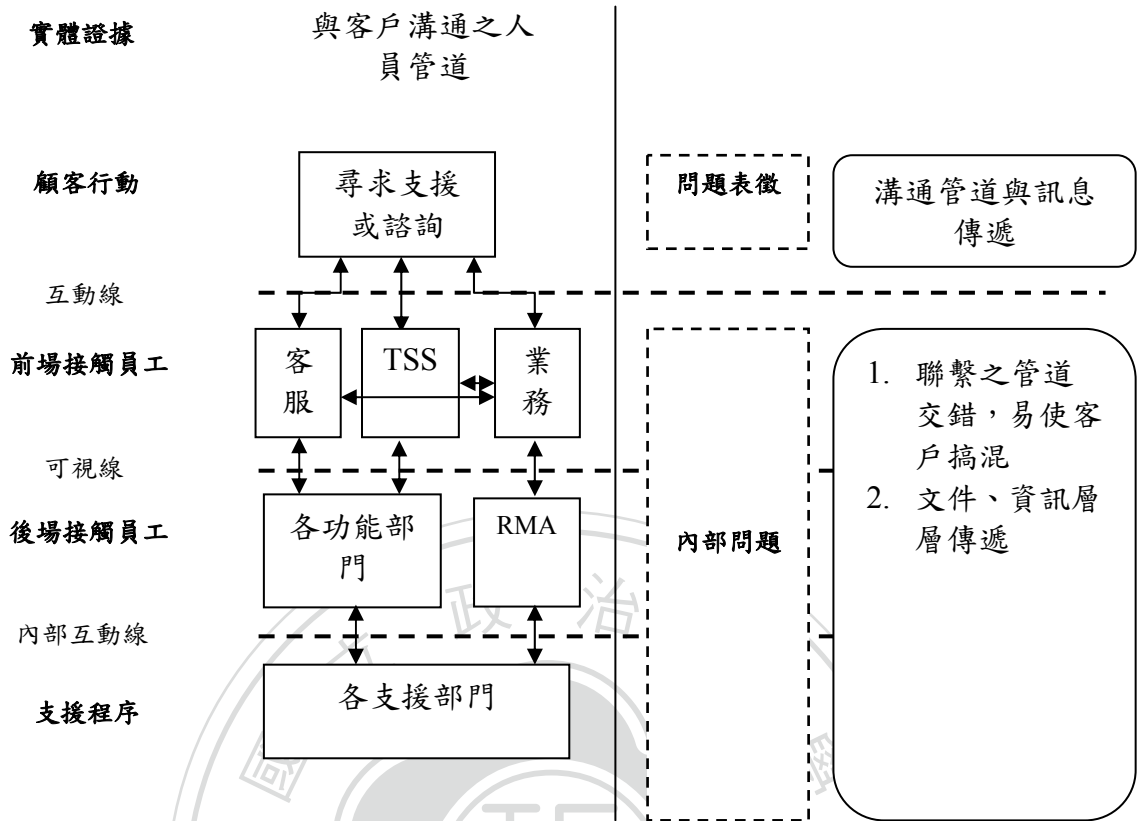 實體證據
與客戶溝通之人
員管道
顧客行動
尋求支援
或諮詢
問題表徵
溝通管道與訊息
傳遞
互動線
前場接觸員工
客
服
TSS
業
務
1. 聯繫之管道
交錯，易使客
戶搞混
2. 文件、資訊層
層傳遞
可視線
後場接觸員工
各功能部
門
RMA
內部問題
內部互動線
支援程序
各支援部門
國
政
治